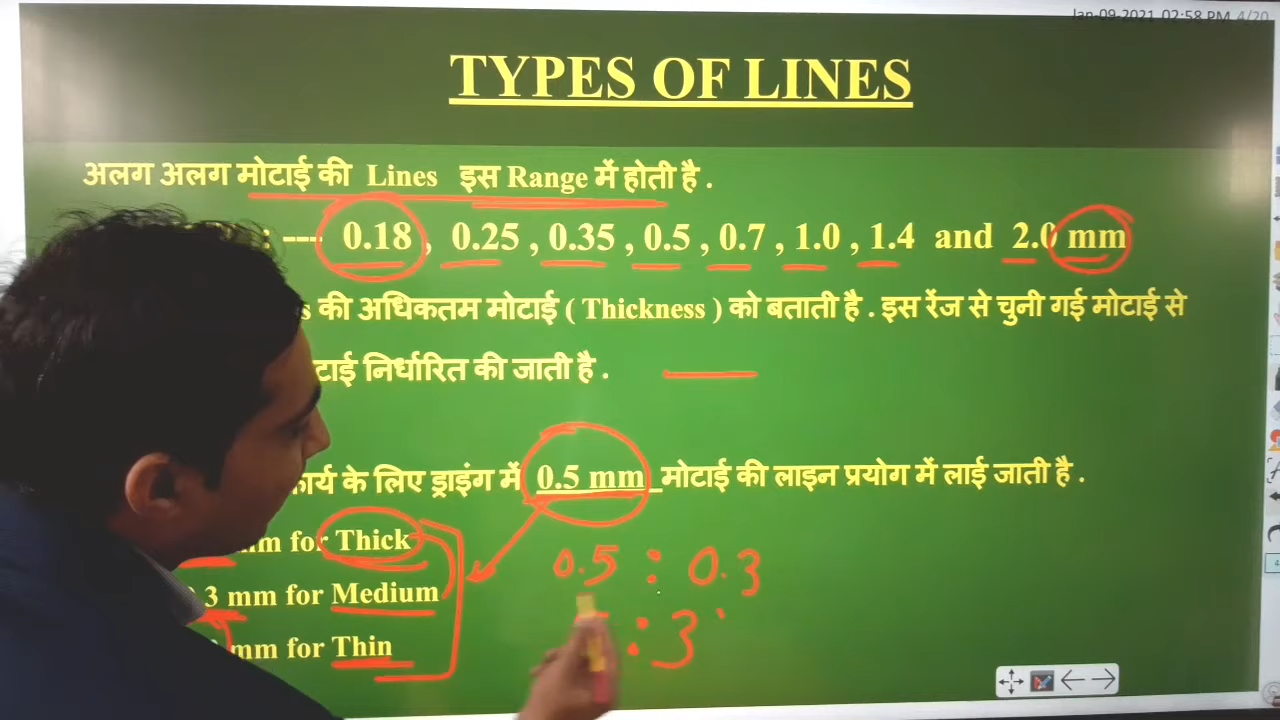 Jan-09-2021 02:58 PM 4/20
TYPES OF LINES
अलग अलग मोटाई की Lines इस Range में होती है .
: --- 0.18 , 0.25 , 0.35 , 0.5 , 0.7 , 1.0 , 1.4 and 2.0 mm
की अधिकतम मोटाई ( Thickness ) को बताती है . इस रेंज से चुनी गई मोटाई से
निर्धारित की जाती है .
के लिए ड्राइंग में 0.5 mm मोटाई की लाइन प्रयोग में लाई जाती है .
for Thick
0.5 : 0.3
mm for Medium
: 3
mm for Thin